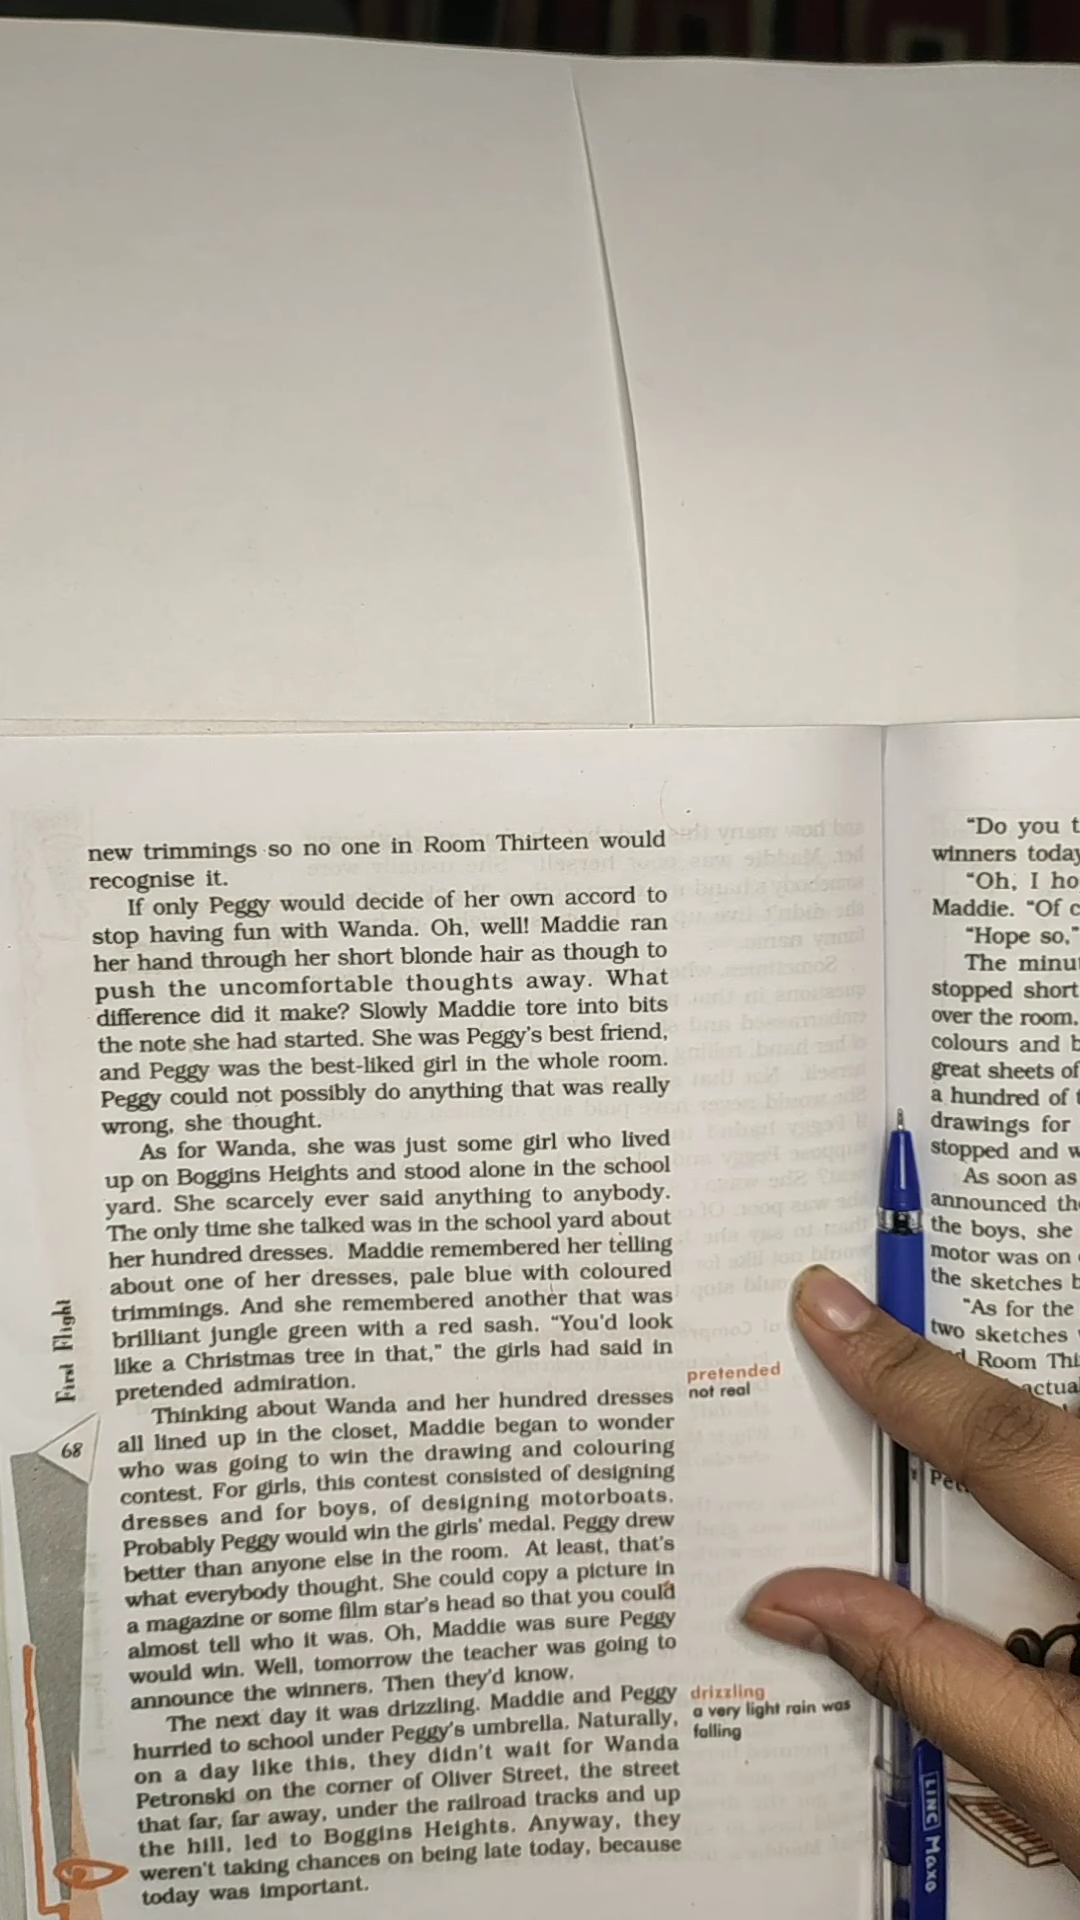 new trimmings so no one in Room Thirteen would
recognise it.
If only Peggy would decide of her own accord to
stop having fun with Wanda. Oh, well! Maddie ran
her hand through her short blonde hair as though to
push the uncomfortable thoughts away. What
difference did it make? Slowly Maddie tore into bits
the note she had started. She was Peggy's best friend,
and Peggy was the best-liked girl in the whole room.
Peggy could not possibly do anything that was really
wrong, she thought.
As for Wanda, she was just some girl who lived
up on Boggins Heights and stood alone in the school
yard. She scarcely ever said anything to anybody.
The only time she talked was in the school yard about
her hundred dresses. Maddie remembered her telling
about one of her dresses, pale blue with coloured
trimmings. And she remembered another that was
brilliant jungle green with a red sash. “You'd look
like a Christmas tree in that,” the girls had said in
pretended admiration.
Thinking about Wanda and her hundred dresses
all lined up in the closet, Maddie began to wonder
who was going to win the drawing and colouring
contest. For girls, this contest consisted of designing
dresses and for boys, of designing motorboats.
Probably Peggy would win the girls' medal. Peggy drew
better than anyone else in the room. At least, that's
what everybody thought. She could copy a picture in
a magazine or some film star's head so that you could
almost tell who it was. Oh, Maddie was sure Peggy
would win. Well, tomorrow the teacher was going to
announce the winners. Then they'd know.
The next day it was drizzling. Maddie and Peggy
hurried to school under Peggy's umbrella. Naturally,
on a day like this, they didn't wait for Wanda
Petronski on the corner of Oliver Street, the street
that far, far away, under the railroad tracks and up
the hill, led to Boggins Heights. Anyway, they
weren't taking chances on being late today, because
today was important.
pretended
not real
drizzling
a very light rain was
falling
First Flight
68
“Do you
winners today
“Oh, I
Maddie. “Of
“Hope so,”
The
stopped short
over the room.
colours and
great sheets of
a hundred of
drawings for
stopped and
As soon as
announced
the boys, she
motor was on
the sketches
“As for the
two sketches
Room
LINC MAXO